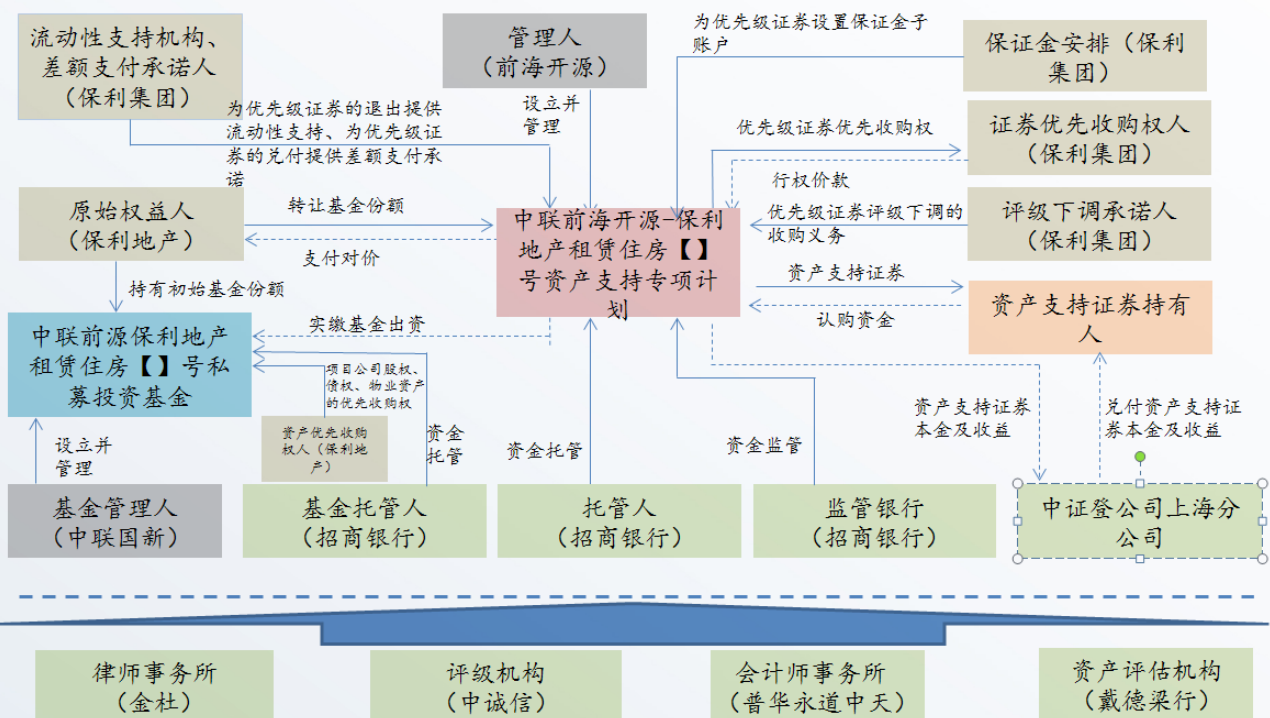 流动性支持机构、
差额支付承诺人
（保利集团）
管理人
（前海开源）
为优先级证券设置保证金子
账户
保证金安排（保利
集团）
为优先级证券的退出提供
流动性支持、为优先级证
券的兑付提供差额支付承
诺
设立并
管理
优先级证券优先收购权
证券优先收购权人
（保利集团）
行权价款
原始权益人
（保利地产）
转让基金份额
支付对价
中联前海开源-保利
地产租赁住房【】
号资产支持专项计
划
优先级证券评级下调的
收购义务
评级下调承诺人
（保利集团）
持有初始基金份额
资产支持证券
认购资金
资产支持证券持有
人
中联前源保利地产
租赁住房【】号私
募投资基金
实缴基金出资
项目公司股权、
债权、物业资产
的优先收购权
资产优先收购
权人（保利地
产）
资金
托管
设立并
管理
资金托管
资金监管
资产支持证券
本金及收益
兑付资产支持证
券本金及收益
基金管理人
（中联国新）
基金托管人
（招商银行）
托管人
（招商银行）
监管银行
（招商银行）
中证登公司上海分
公司
律师事务所
（金杜）
评级机构
（中诚信）
会计师事务所
（普华永道中天）
资产评估机构
（戴德梁行）